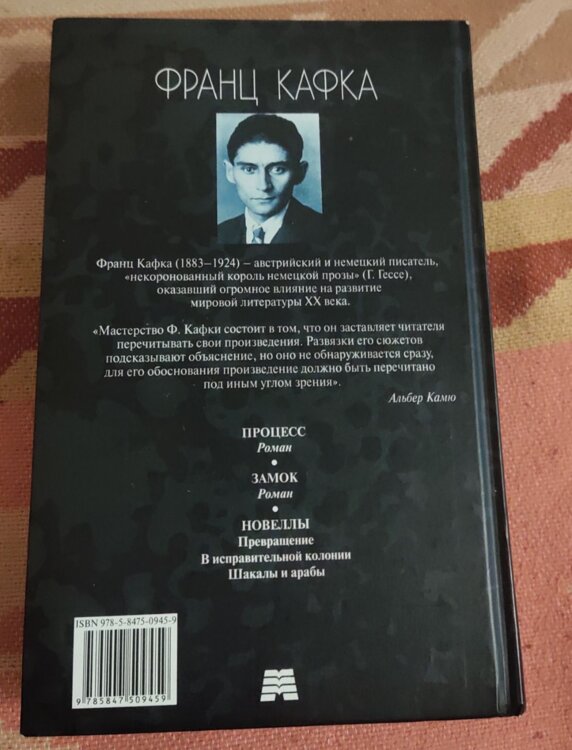 ФРАНЦ КАФКА
Франц Кафка (1883—1924) – австрийский и немецкий писатель,
«некоронованный король немецкой прозы» (Г. Гессе),
оказавший огромное влияние на развитие
мировой литературы XX века.
«Мастерство Ф. Кафки состоит в том, что он заставляет читателя
перечитывать свои произведения. Развязки его сюжетов
подсказывают объяснение, но оно не обнаруживается сразу,
для его обоснования произведение должно быть перечитано
под иным углом зрения».
Альбер Камю
ПРОЦЕСС
Роман
•
ЗАМОК
Роман
•
НОВЕЛЛЫ
Превращение
В исправительной колонии
Шакалы и арабы
ISBN 978-5-8475-0945-9
9 785847 509459